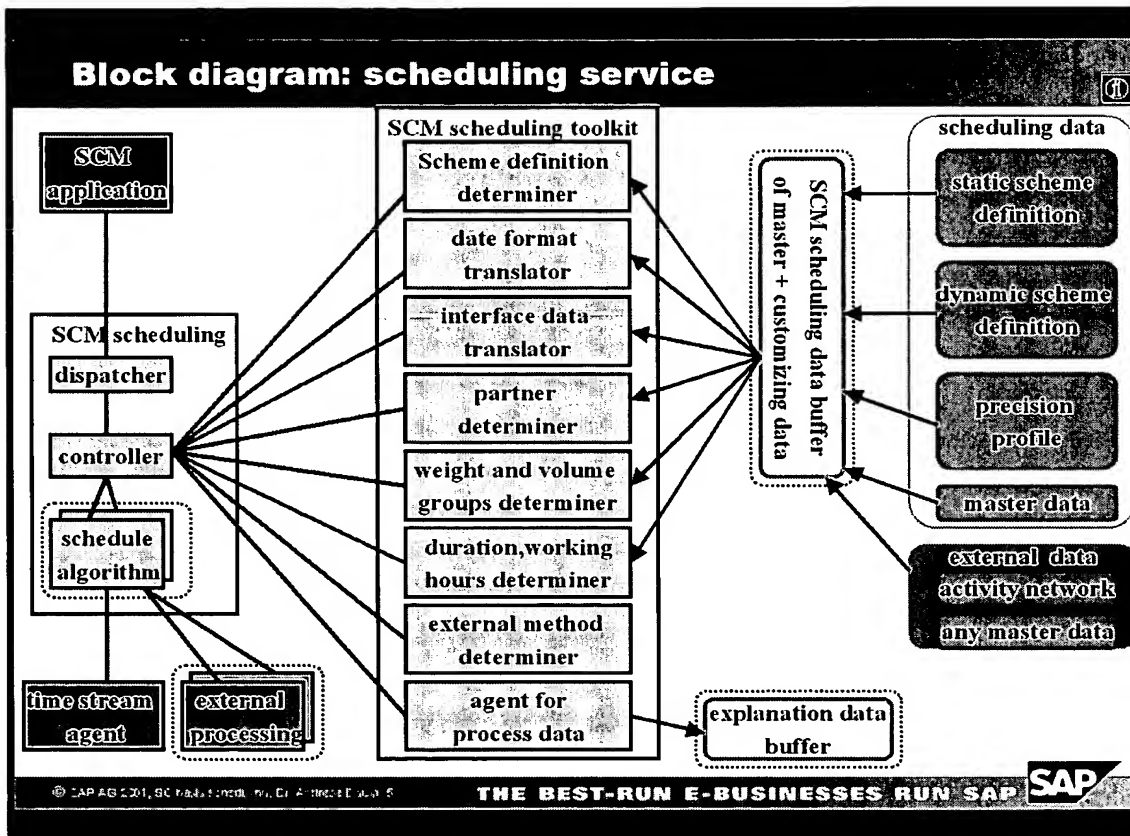 Block diagram: scheduling service
SCM
application
SCM scheduling
dispatcher
controller
schedule
algorithm
time stream
agent
external
processing
SCM scheduling toolkit
Scheme definition
determiner
date format
translator
interface data
translator
partner
determiner
weight and volume
groups determiner
duration,working
hours determiner
external method
determiner
agent for
process data
SCM scheduling data buffer
of master + customizing data
explanation data
buffer
scheduling data
static scheme
definition
dynamic scheme
definition
precision
profile
master data
external data
activity network
any master data
© SAP AG 2001,
THE BEST-RUN E-BUSINESSES RUN SAP
SAP